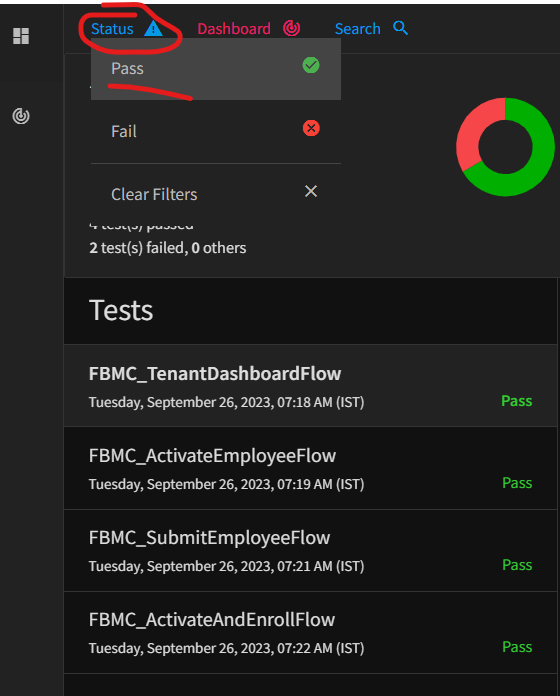 Status Dashboard Search
Pass
Fail
Clear Filters
4 test(s) passed
2 test(s) failed, 0 others
Tests
FBMC_TenantDashboardFlow
Tuesday, September 26, 2023, 07:18 AM (IST)
Pass
FBMC_ActivateEmployeeFlow
Tuesday, September 26, 2023, 07:19 AM (IST)
Pass
FBMC_SubmitEmployeeFlow
Tuesday, September 26, 2023, 07:21 AM (IST)
Pass
FBMC_ActivateAndEnrollFlow
Tuesday, September 26, 2023, 07:22 AM (IST)
Pass